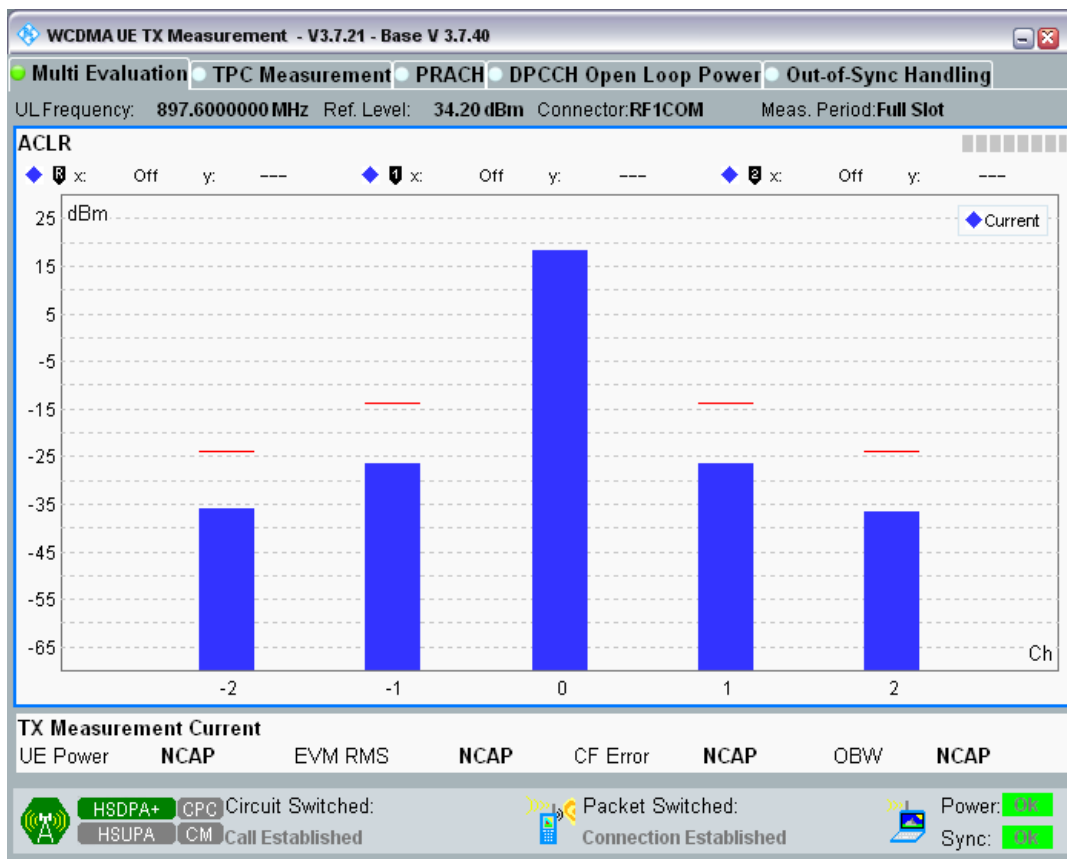 WCDMA UE TX Measurement - V3.7.21 - Base V 3.7.40
Multi Evaluation TPC Measurement PRACH DPCCH Open Loop Power Out-of-Sync Handling
UL Frequency: 897.6000000 MHz Ref. Level: 34.20 dBm Connector:RF1COM Meas. Period:Full Slot
ACLR
R x: Off y: --- 1 x: Off y: --- 2 x: Off y: ---
dBm
Current
25
15
5
-5
-15
-25
-35
-45
-55
-65
Ch
-2 -1 0 1 2
TX Measurement Current
UE Power NCAP EVM RMS NCAP CF Error NCAP OBW NCAP
HSDPA+ CPC Circuit Switched: Packet Switched: Power: OK
HSUPA CM Call Established Connection Established Sync: OK